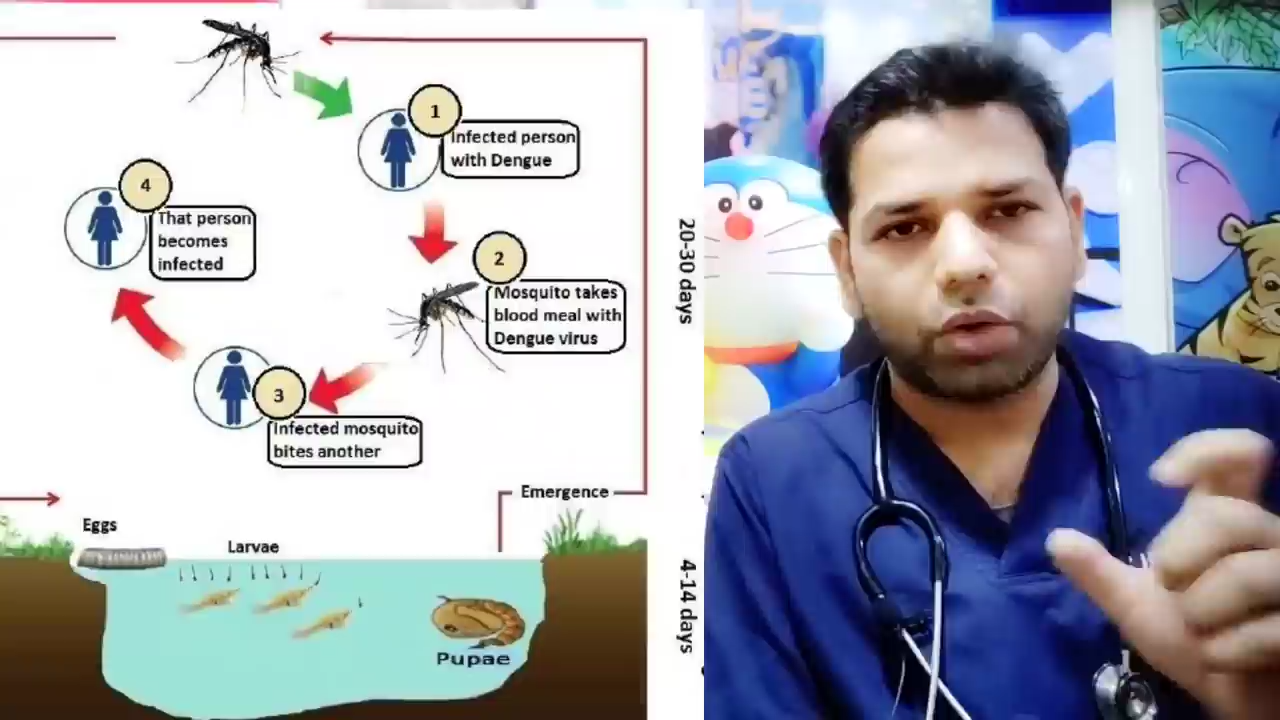 1
Infected person
with Dengue
4
That person
becomes
infected
2
Mosquito takes
blood meal with
Dengue virus
3
Infected mosquito
bites another
20-30 days
Emergence
Eggs
Larvae
4-14 days
Pupae